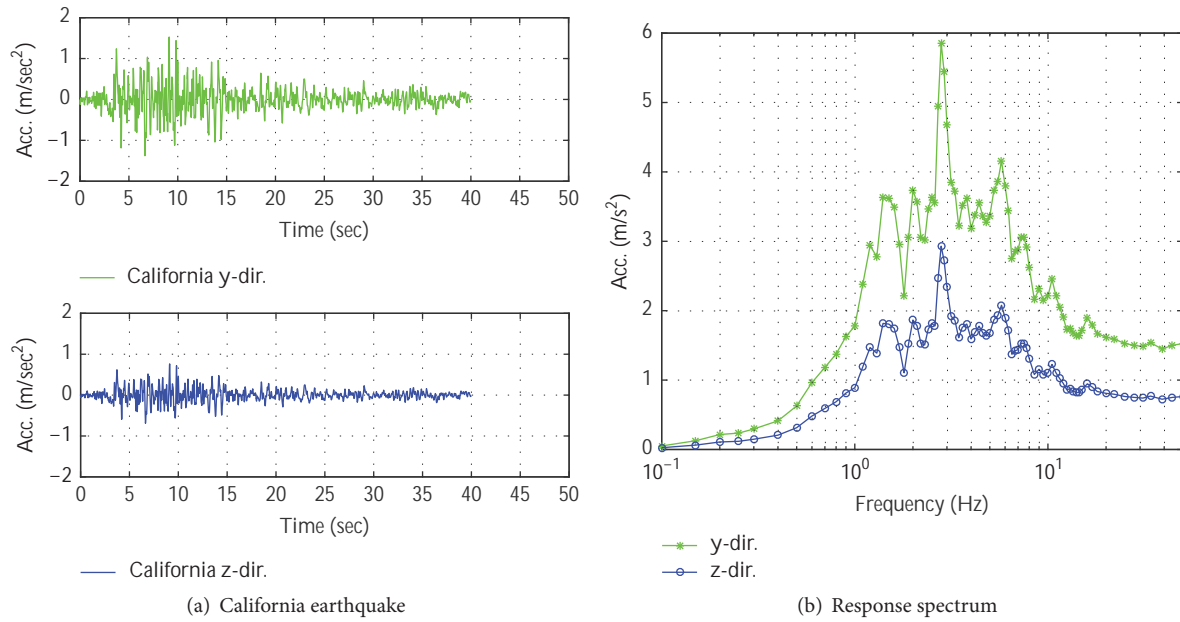 2
1
0
−1
−2
Acc. (m/sec²)
0 5 10 15 20 25 30 35 40 45 50
Time (sec)
California y-dir.
2
1
0
−1
−2
Acc. (m/sec²)
0 5 10 15 20 25 30 35 40 45 50
Time (sec)
California z-dir.
(a) California earthquake
6
5
4
3
2
1
0
Acc. (m/s²)
10⁻¹ 10⁰ 10¹
Frequency (Hz)
y-dir.
z-dir.
(b) Response spectrum